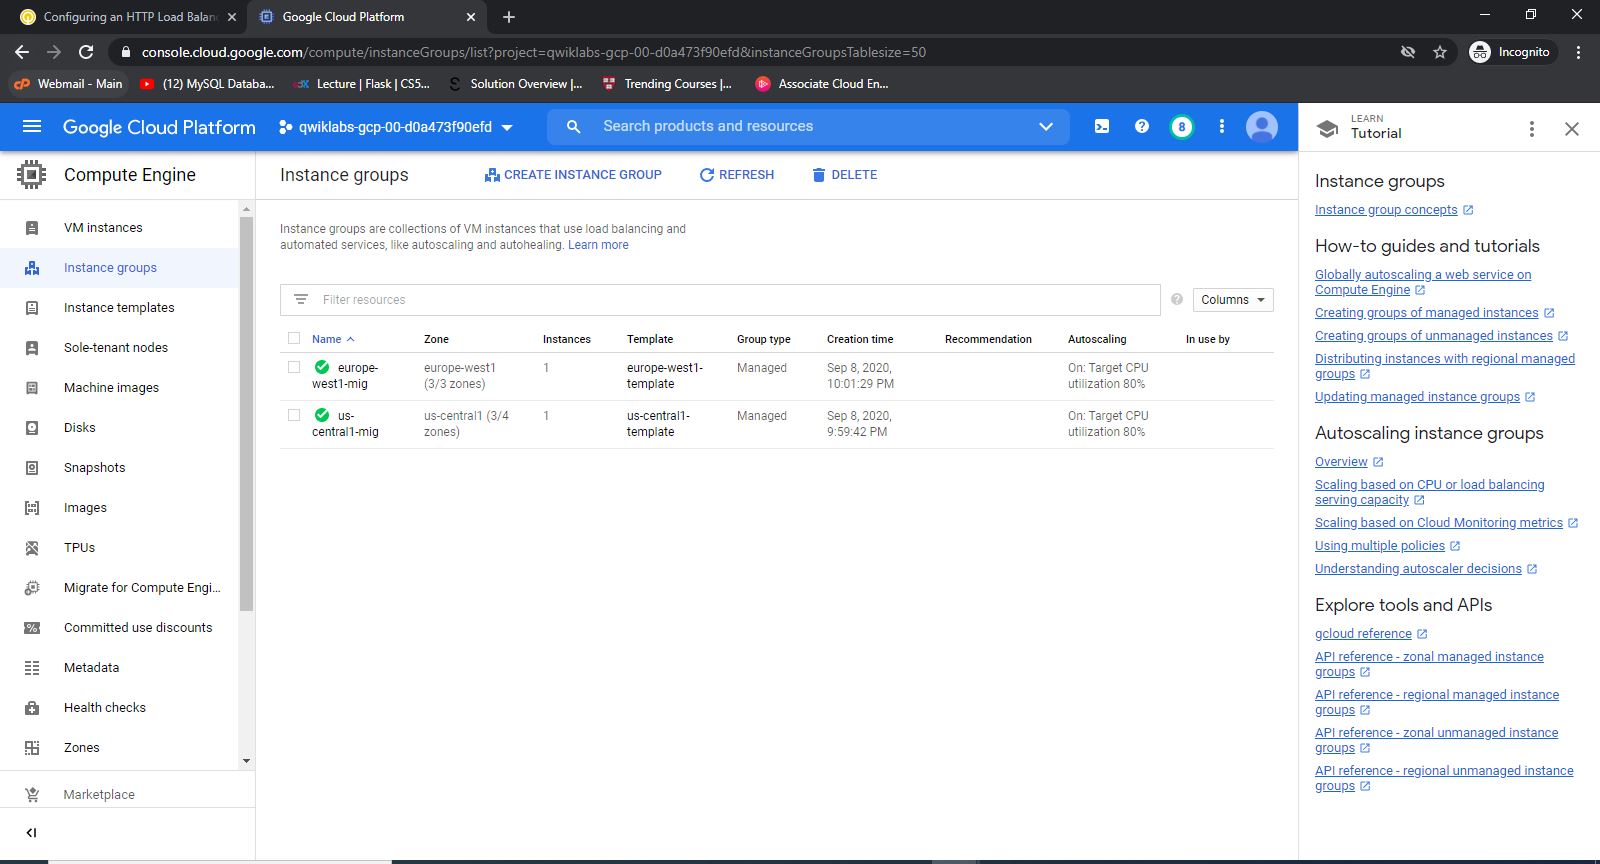 Configuring an HTTP Load Balanc
Google Cloud Platform
console.cloud.google.com/compute/instanceGroups/list?project=qwiklabs-gcp-00-d0a473f90efd&instanceGroupsTablesize=50
Incognito
Webmail - Main
(12) MySQL Databa...
Lecture | Flask | CS5...
Solution Overview |...
Trending Courses |...
Associate Cloud En...
Google Cloud Platform
qwiklabs-gcp-00-d0a473f90efd
Search products and resources
8
LEARN
Tutorial
Compute Engine
VM instances
Instance groups
Instance templates
Sole-tenant nodes
Machine images
Disks
Snapshots
Images
TPUs
Migrate for Compute Engi...
Committed use discounts
Metadata
Health checks
Zones
Marketplace
Instance groups
CREATE INSTANCE GROUP
REFRESH
DELETE
Instance groups are collections of VM instances that use load balancing and
automated services, like autoscaling and autohealing. Learn more
Filter resources
Columns
Name Zone Instances Template Group type Creation time Recommendation Autoscaling In use by
europe- europe-west1 1 europe-west1- Managed Sep 8, 2020, On: Target CPU
west1-mig (3/3 zones) template 10:01:29 PM utilization 80%
us- us-central1 (3/4 1 us-central1- Managed Sep 8, 2020, On: Target CPU
central1-mig zones) template 9:59:42 PM utilization 80%
Instance groups
Instance group concepts
How-to guides and tutorials
Globally autoscaling a web service on
Compute Engine
Creating groups of managed instances
Creating groups of unmanaged instances
Distributing instances with regional managed
groups
Updating managed instance groups
Autoscaling instance groups
Overview
Scaling based on CPU or load balancing
serving capacity
Scaling based on Cloud Monitoring metrics
Using multiple policies
Understanding autoscaler decisions
Explore tools and APIs
gcloud reference
API reference - zonal managed instance
groups
API reference - regional managed instance
groups
API reference - zonal unmanaged instance
groups
API reference - regional unmanaged instance
groups